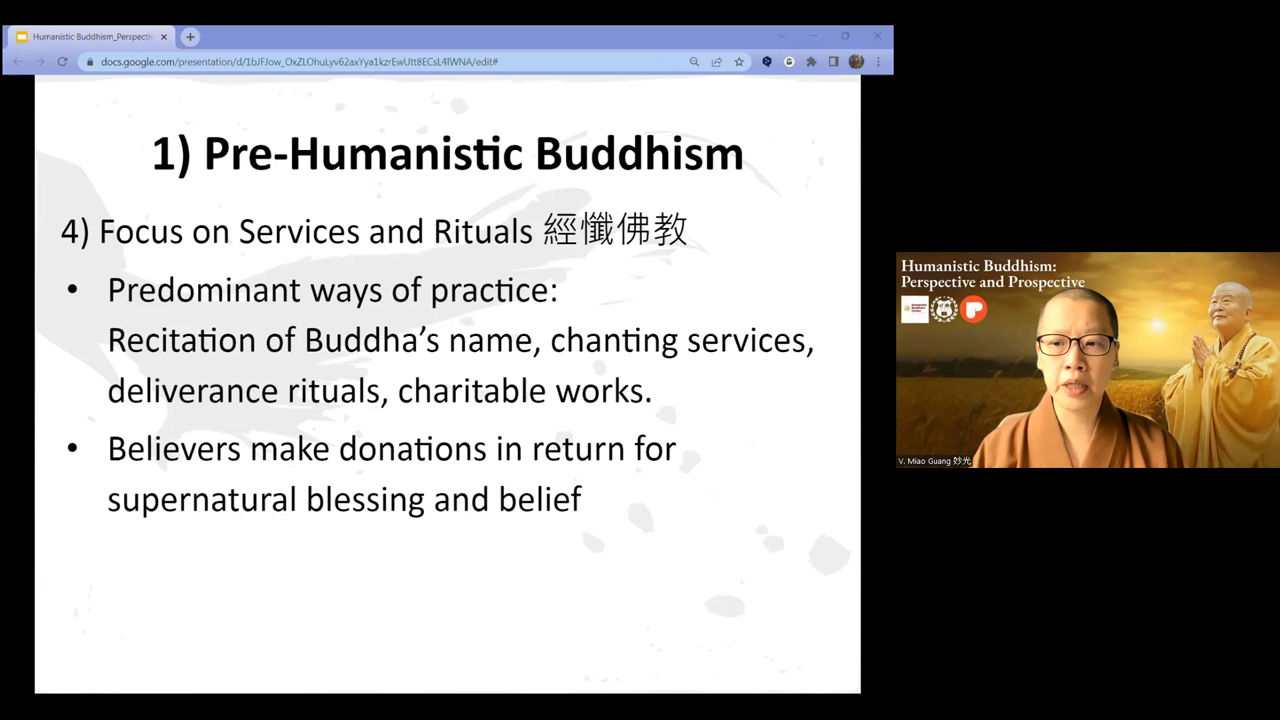 Humanistic Buddhism_Perspectiv
docs.google.com/presentation/d/1bJFJow_OxZLOhuLyv62axYya1kzrEwUtt8ECsL4lWNA/edit#
1) Pre-Humanistic Buddhism
4) Focus on Services and Rituals 經懺佛教
• Predominant ways of practice:
Recitation of Buddha’s name, chanting services,
deliverance rituals, charitable works.
• Believers make donations in return for
supernatural blessing and belief
Humanistic Buddhism:
Perspective and Prospective
V. Miao Guang 妙光